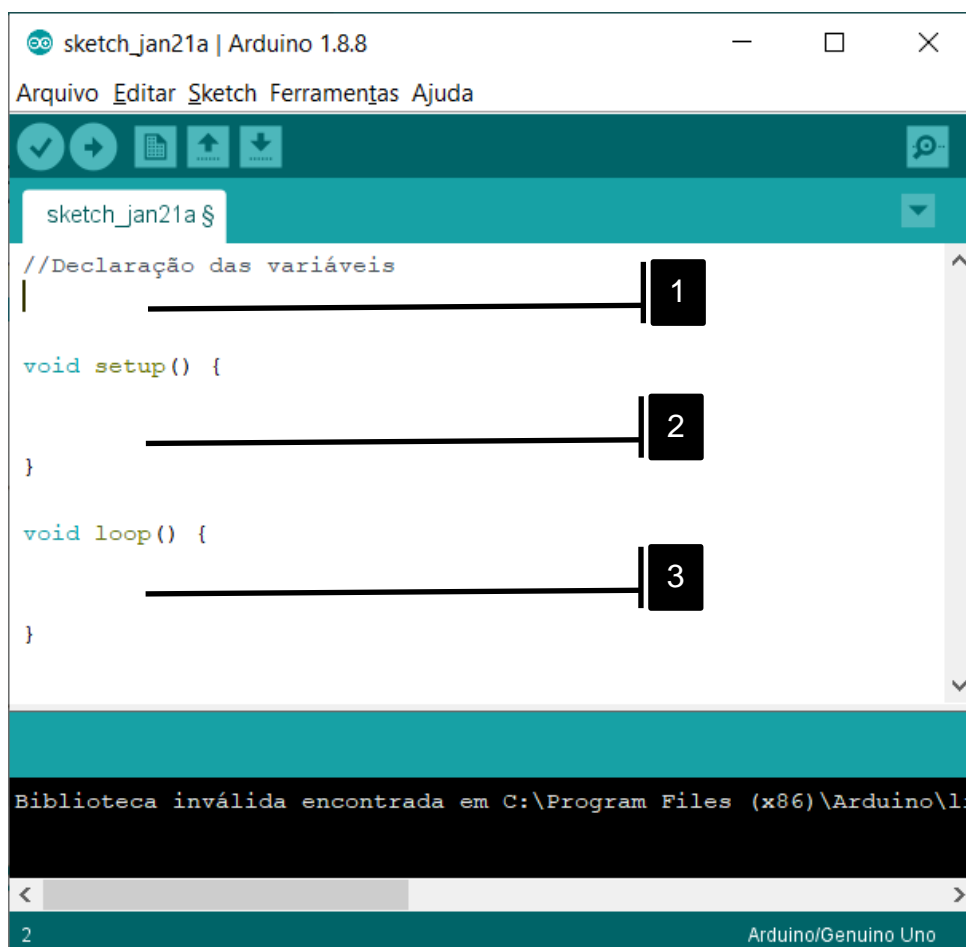 sketch_jan21a | Arduino 1.8.8
Arquivo Editar Sketch Ferramentas Ajuda
sketch_jan21a §
//Declaração das variáveis
1
void setup() {
2
}
void loop() {
3
}
Biblioteca inválida encontrada em C:\Program Files (x86)\Arduino\l
2 Arduino/Genuino Uno